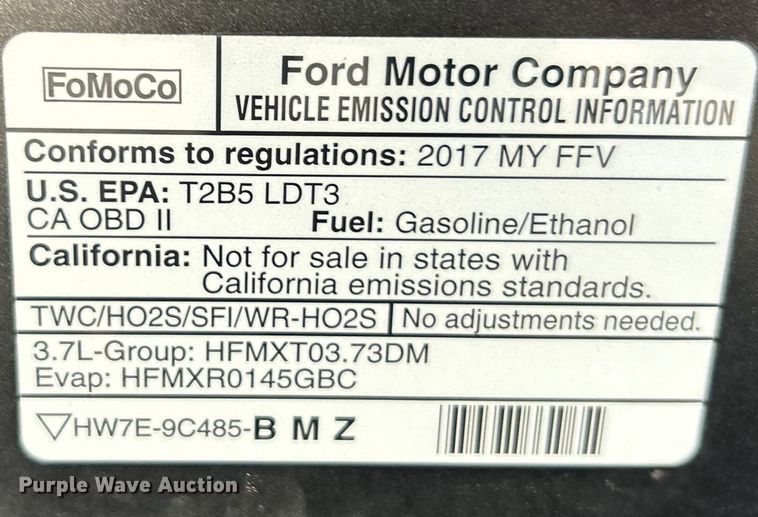 FoMoCo
Ford Motor Company
VEHICLE EMISSION CONTROL INFORMATION
Conforms to regulations: 2017 MY FFV
U.S. EPA: T2B5 LDT3
CA OBD II Fuel: Gasoline/Ethanol
California: Not for sale in states with
California emissions standards.
TWC/HO2S/SFI/WR-HO2S No adjustments needed.
3.7L-Group: HFMXT03.73DM
Evap: HFMXR0145GBC
HW7E-9C485-B M Z
Purple Wave Auction